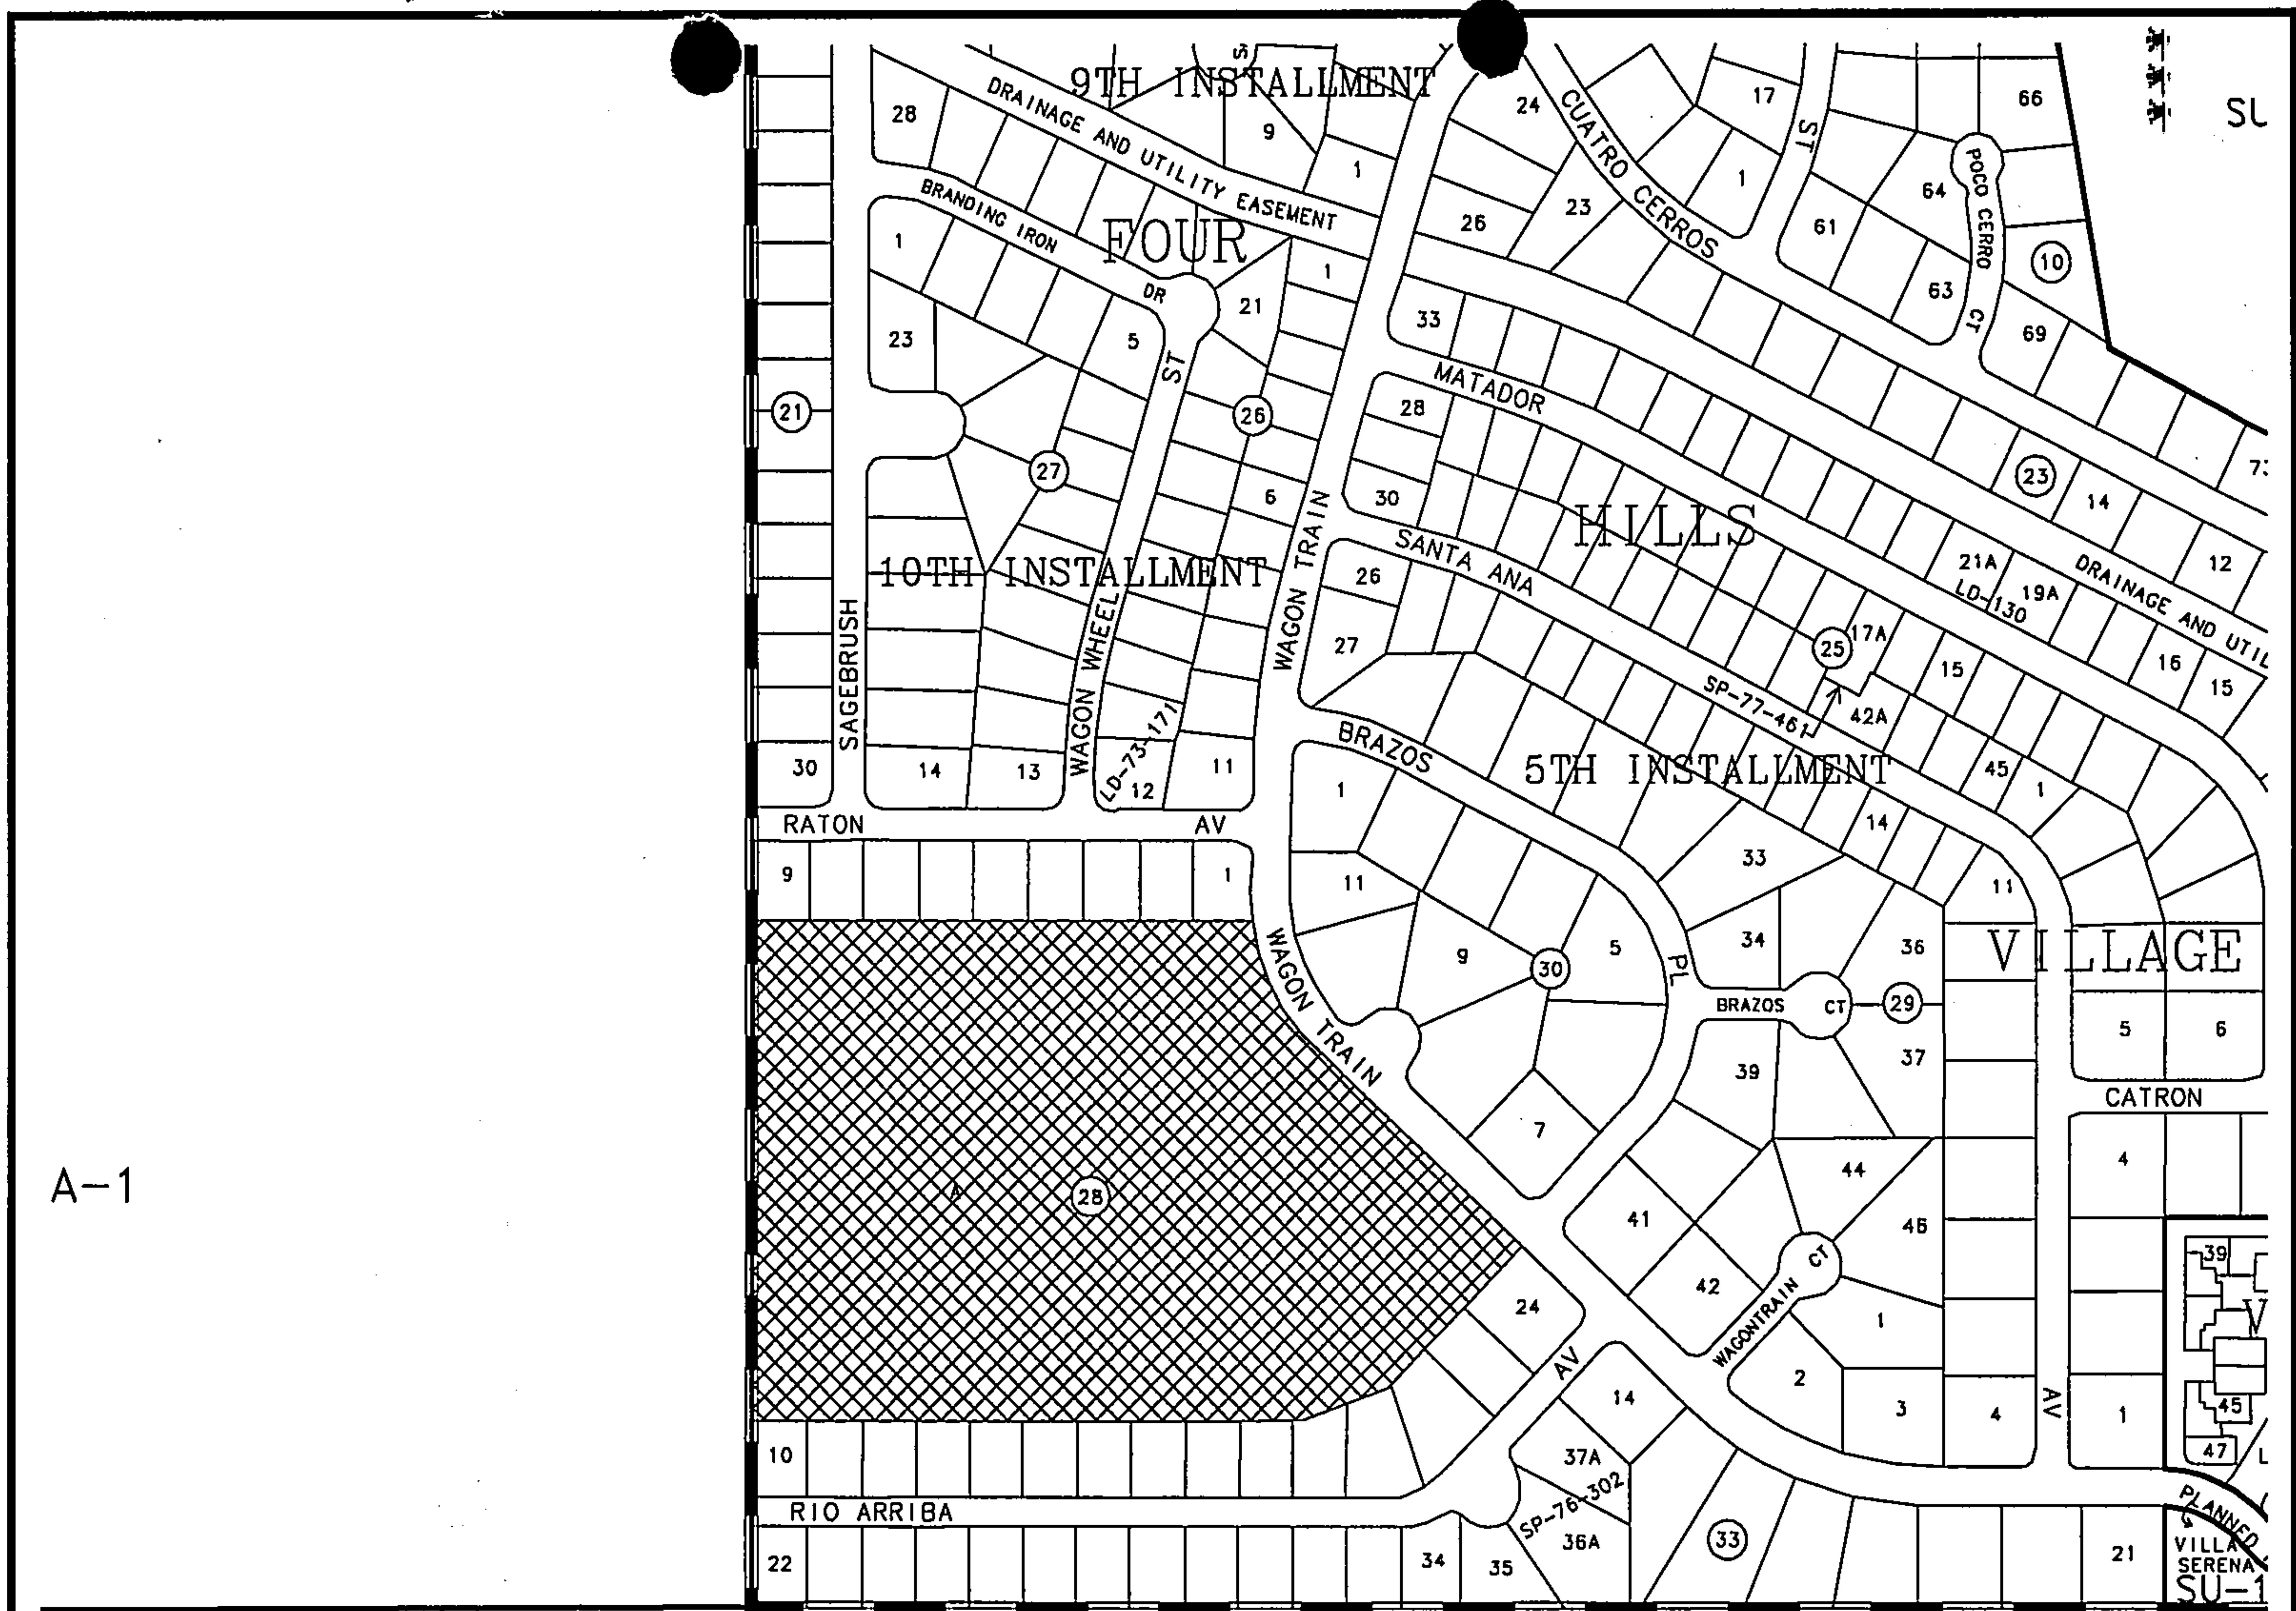 9TH INSTALLMENT
DRAINAGE AND UTILITY EASEMENT
28
9
1
24
CUATRO CERROS
17
ST
1
66
SU
POCO CERRO CT
64
61
63
10
69
BRANDING IRON DR
FOUR
1
26
23
1
23
5
21
1
33
ST
MATADOR
21
26
28
27
6
30
23
14
HILLS
12
SANTA ANA
10TH INSTALLMENT
WAGON TRAIN
26
21A
LD-130
19A
DRAINAGE AND UTIL
SAGEBRUSH
WAGON WHEEL
27
25
17A
15
16
15
SP-77-461
42A
LD-73-171
BRAZOS
5TH INSTALLMENT
30
14
13
12
11
1
45
1
RATON AV
14
33
11
9
1
11
WAGON TRAIN
9
30
5
PL
34
36
VILLAGE
BRAZOS CT
29
5
6
37
39
CATRON
7
A-1
A
28
44
4
41
46
42
WAGONTRAIN CT
39
V
24
1
AV
14
2
3
4
AV
1
45
47
L
10
37A
SP-76-302
RIO ARRIBA
36A
33
PLANNED
22
34
35
21
VILLA
SERENA
SU-1